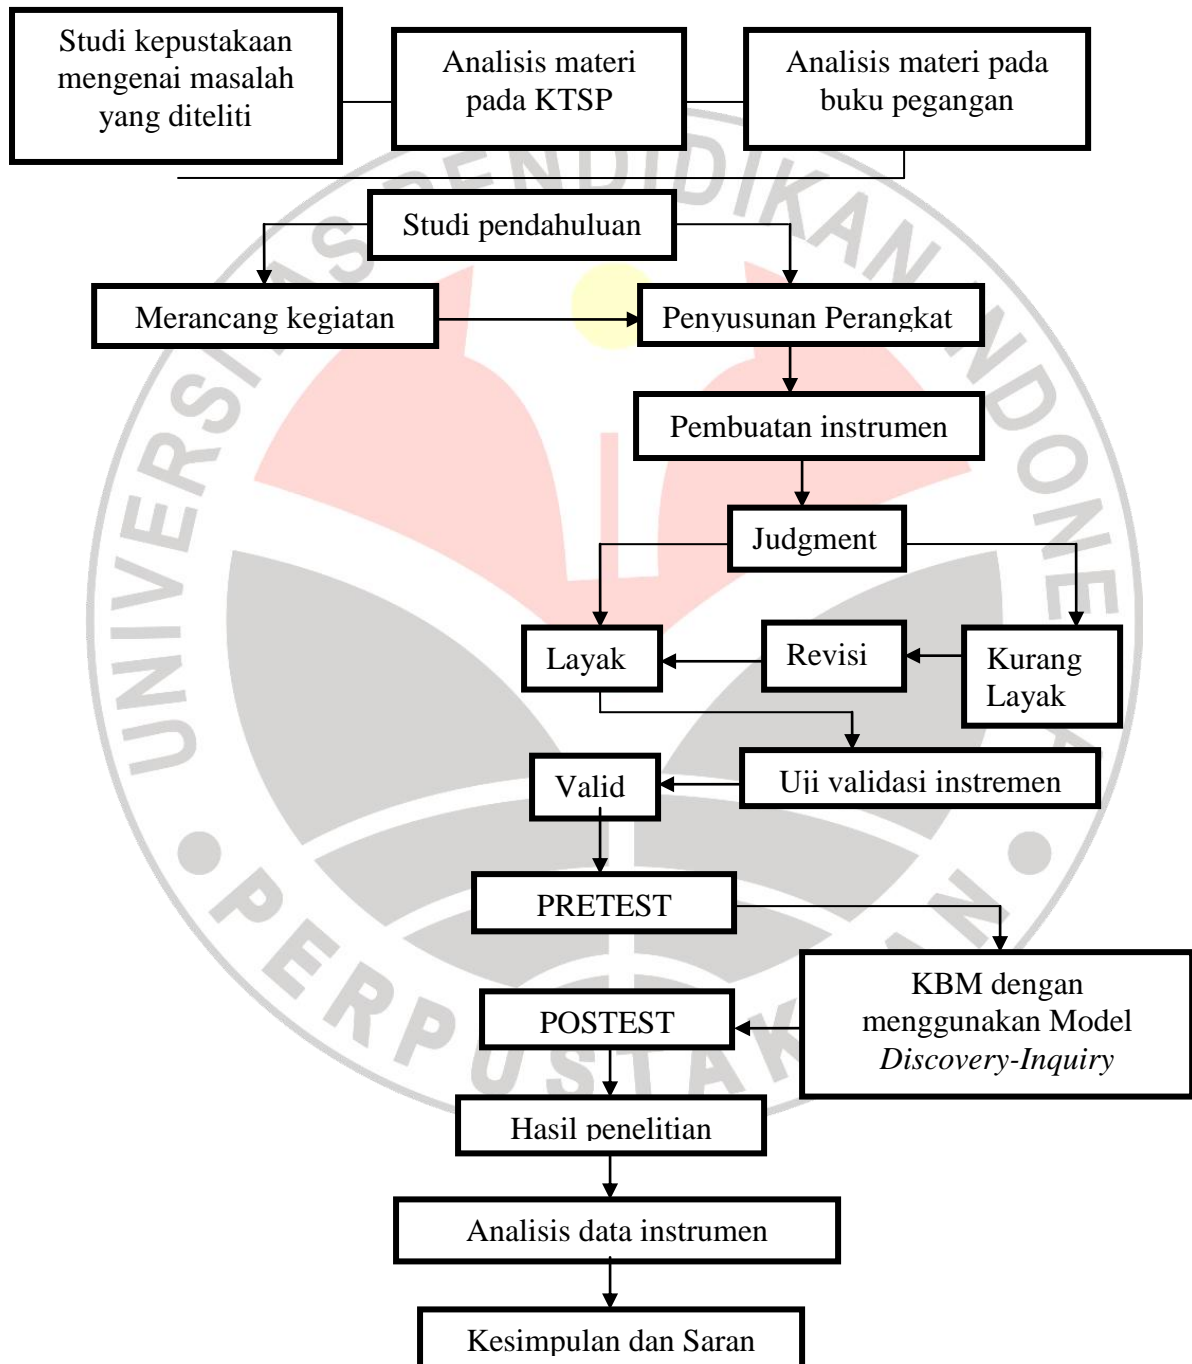 Studi kepustakaan
mengenai masalah
yang diteliti
Analisis materi
pada KTSP
Analisis materi pada
buku pegangan
Studi pendahuluan
Merancang kegiatan
Penyusunan Perangkat
Pembuatan instrumen
Judgment
Layak
Revisi
Kurang
Layak
Uji validasi instremen
Valid
PRETEST
KBM dengan
menggunakan Model
Discovery-Inquiry
POSTEST
Hasil penelitian
Analisis data instrumen
Kesimpulan dan Saran
UNIVERSITAS PENDIDIKAN INDONE
PERPUSTAKAAN